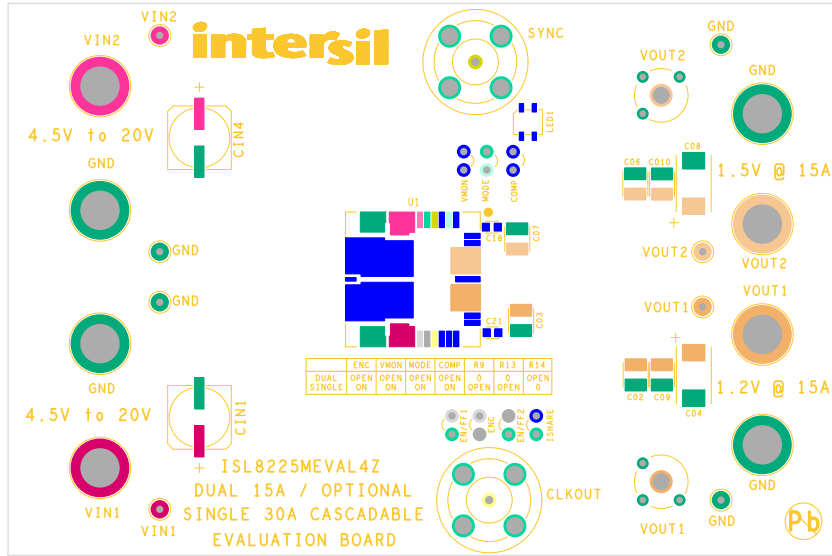 VIN2
VIN2
intersil
SYNC
GND
VOUT2
GND
4.5V to 20V
CIN4
LED1
GND
VMON
MODE
COMP
C06
C010
C08
1.5V @ 15A
U1
C18
C07
GND
VOUT2
VOUT2
GND
VOUT1
VOUT1
C21
C03
ENC VMON MODE COMP R9 R13 R14
DUAL OPEN OPEN OPEN OPEN 0 0 OPEN
SINGLE ON ON ON ON OPEN OPEN 0
GND
4.5V to 20V
CIN1
C02
C09
C04
1.2V @ 15A
EN/FF1
ENC
EN/FF2
ISHARE
ISL8225MEVAL4Z
DUAL 15A / OPTIONAL
SINGLE 30A CASCADABLE
EVALUATION BOARD
VIN1
VIN1
CLKOUT
GND
VOUT1
GND
Pb